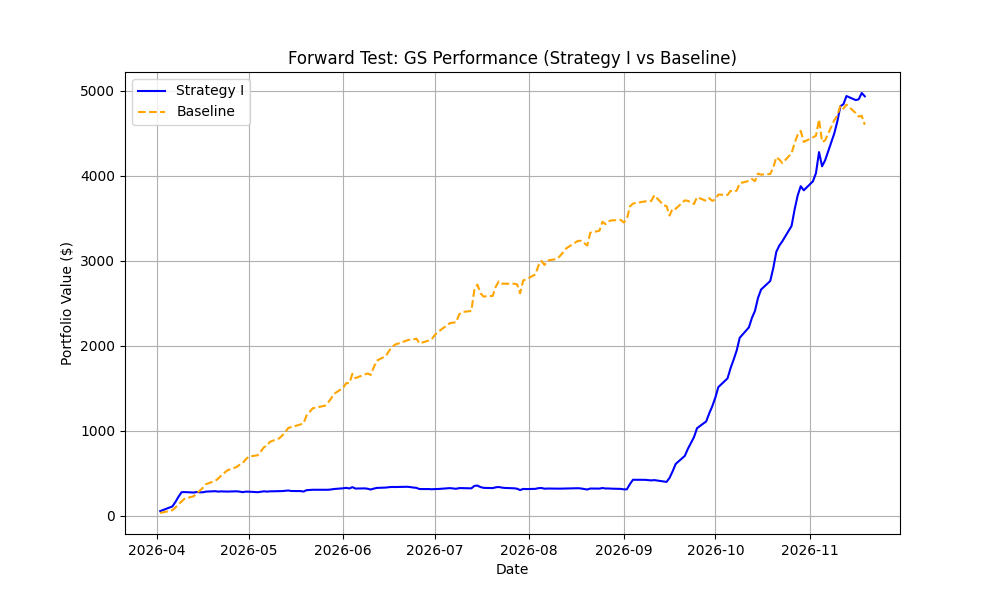 Forward Test: GS Performance (Strategy I vs Baseline)
Strategy I
Baseline
Portfolio Value ($)
5000
4000
3000
2000
1000
0
2026-04
2026-05
2026-06
2026-07
2026-08
2026-09
2026-10
2026-11
Date